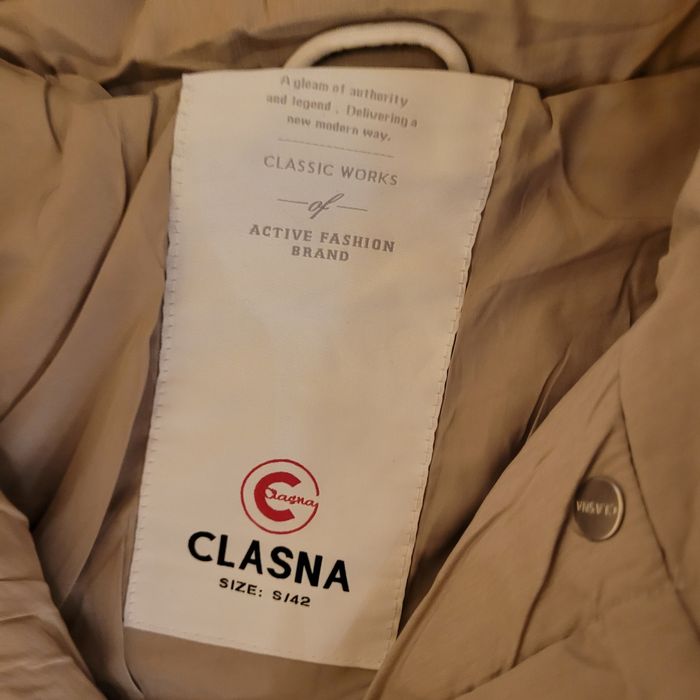 A gleam of authority
and legend . Delivering a
new modern way.
CLASSIC WORKS
of
ACTIVE FASHION
BRAND
Clasna
CLASNA
SIZE: S/42
CLASNA